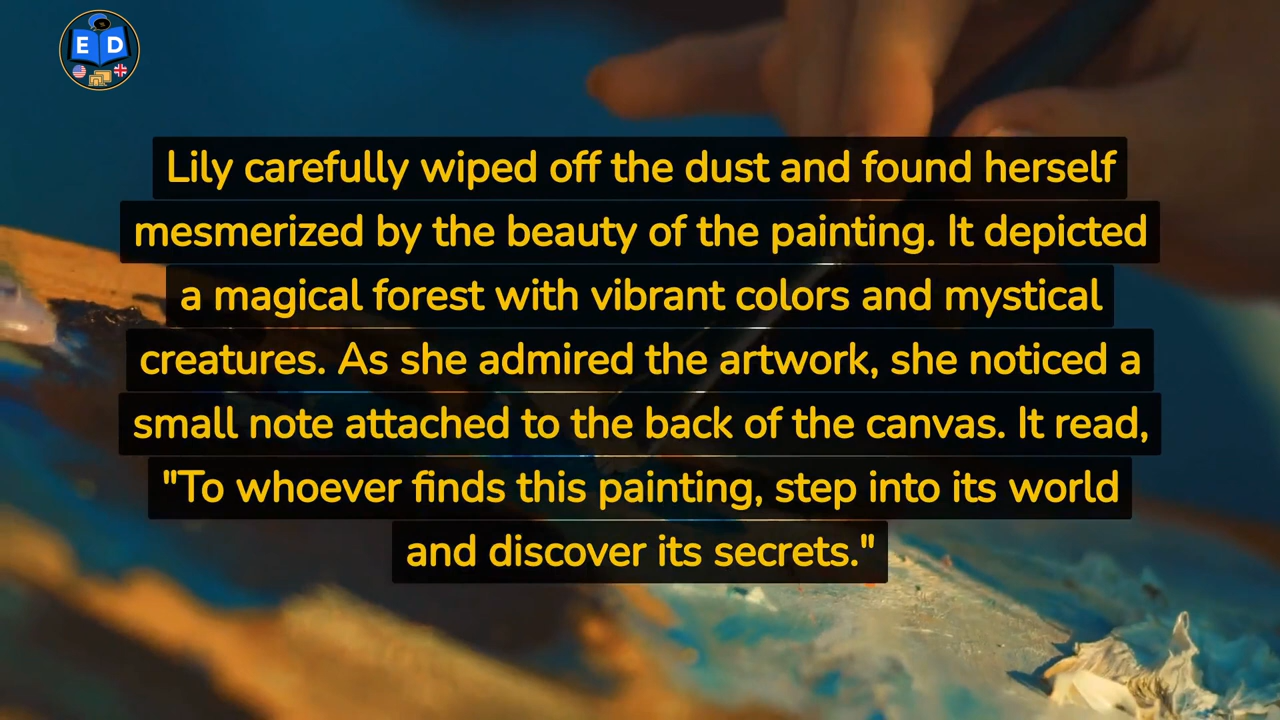 E D
Lily carefully wiped off the dust and found herself
mesmerized by the beauty of the painting. It depicted
a magical forest with vibrant colors and mystical
creatures. As she admired the artwork, she noticed a
small note attached to the back of the canvas. It read,
"To whoever finds this painting, step into its world
and discover its secrets."